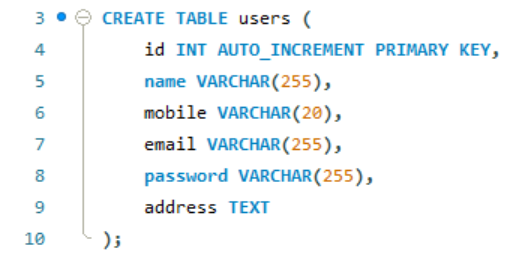 3 CREATE TABLE users (
4 id INT AUTO_INCREMENT PRIMARY KEY,
5 name VARCHAR(255),
6 mobile VARCHAR(20),
7 email VARCHAR(255),
8 password VARCHAR(255),
9 address TEXT
10 );